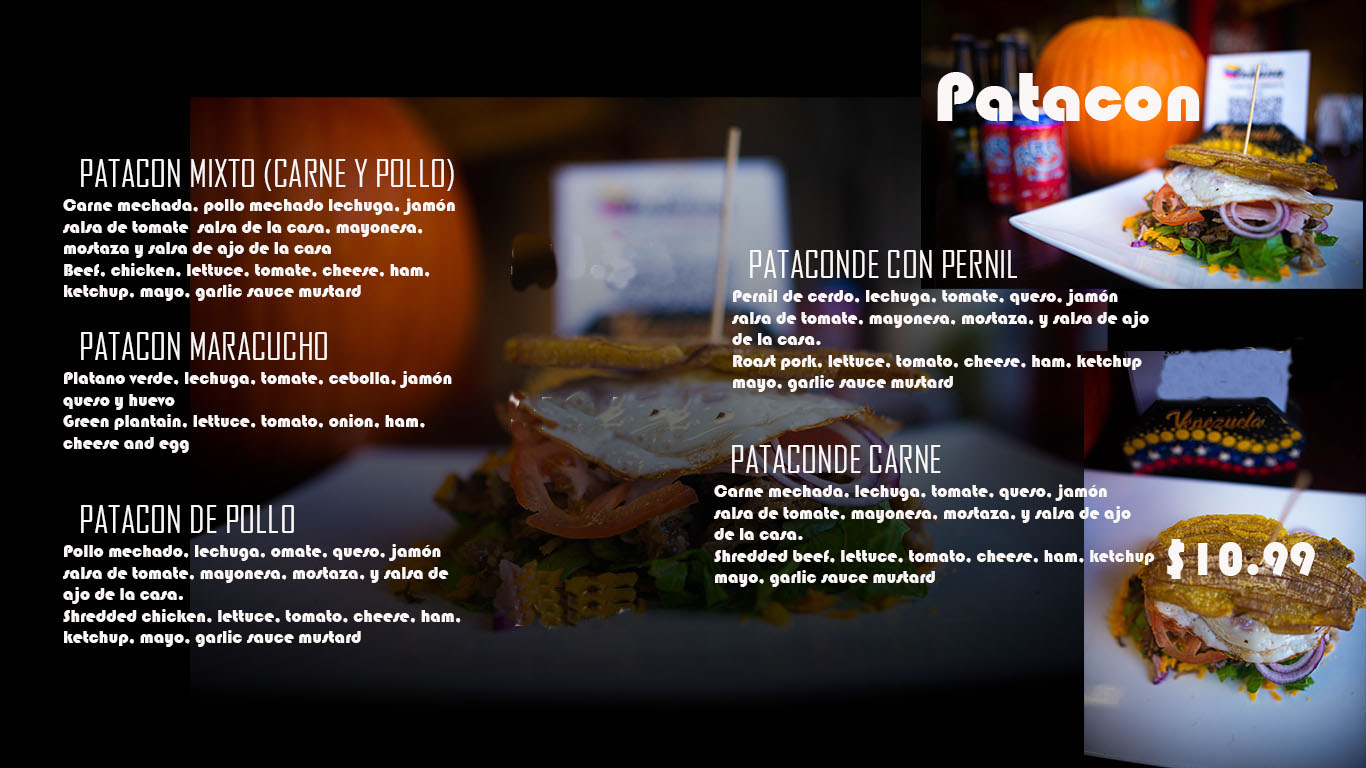 Patacon
PATACON MIXTO (CARNE Y POLLO)
Carne mechada, pollo mechado lechuga, jamón
salsa de tomate salsa de la casa, mayonesa,
mostaza y salsa de ajo de la casa
Beef, chicken, lettuce, tomate, cheese, ham,
ketchup, mayo, garlic sauce mustard
PATACON MARACUCHO
Platano verde, lechuga, tomate, cebolla, jamón
queso y huevo
Green plantain, lettuce, tomato, onion, ham,
cheese and egg
PATACON DE POLLO
Pollo mechado, lechuga, omate, queso, jamón
salsa de tomate, mayonesa, mostaza, y salsa de
ajo de la casa.
Shredded chicken, lettuce, tomato, cheese, ham,
ketchup, mayo, garlic sauce mustard
PATACONDE CON PERNIL
Pernil de cerdo, lechuga, tomate, queso, jamón
salsa de tomate, mayonesa, mostaza, y salsa de ajo
de la casa.
Roast pork, lettuce, tomato, cheese, ham, ketchup
mayo, garlic sauce mustard
PATACONDE CARNE
Carne mechada, lechuga, tomate, queso, jamón
salsa de tomate, mayonesa, mostaza, y salsa de ajo
de la casa.
Shredded beef, lettuce, tomato, cheese, ham, ketchup
mayo, garlic sauce mustard
Venezuela
$10.99